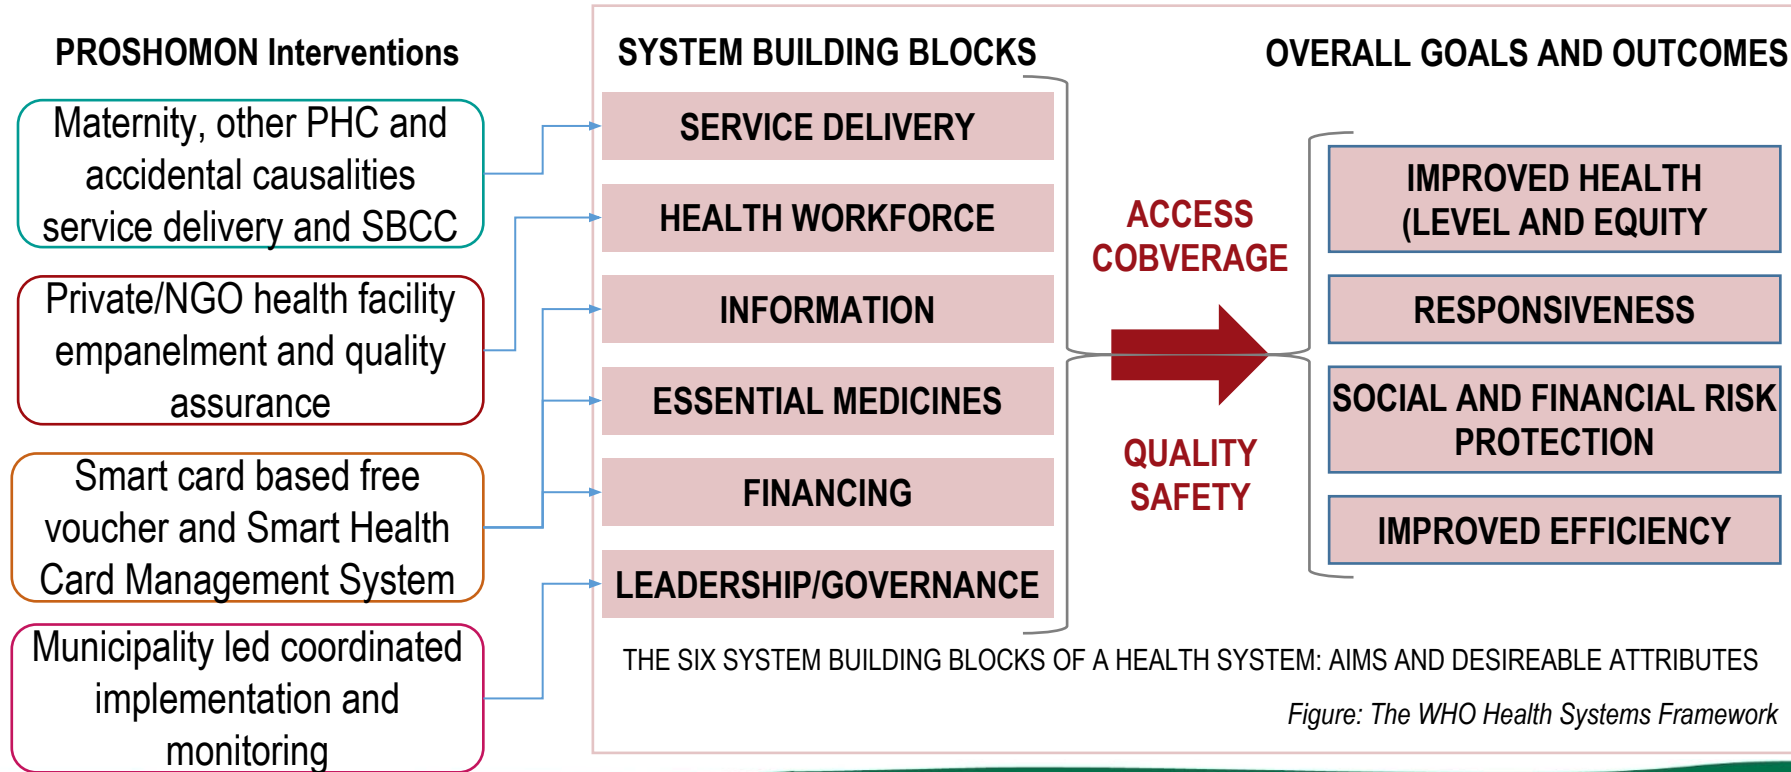 PROSHOMON Interventions
Maternity, other PHC and
accidental causalities
service delivery and SBCC
Private/NGO health facility
empanelment and quality
assurance
Smart card based free
voucher and Smart Health
Card Management System
Municipality led coordinated
implementation and
monitoring
SYSTEM BUILDING BLOCKS
SERVICE DELIVERY
HEALTH WORKFORCE
INFORMATION
ESSENTIAL MEDICINES
FINANCING
LEADERSHIP/GOVERNANCE
ACCESS
COBVERAGE
QUALITY
SAFETY
OVERALL GOALS AND OUTCOMES
IMPROVED HEALTH
(LEVEL AND EQUITY
RESPONSIVENESS
SOCIAL AND FINANCIAL RISK
PROTECTION
IMPROVED EFFICIENCY
THE SIX SYSTEM BUILDING BLOCKS OF A HEALTH SYSTEM: AIMS AND DESIREABLE ATTRIBUTES
Figure: The WHO Health Systems Framework